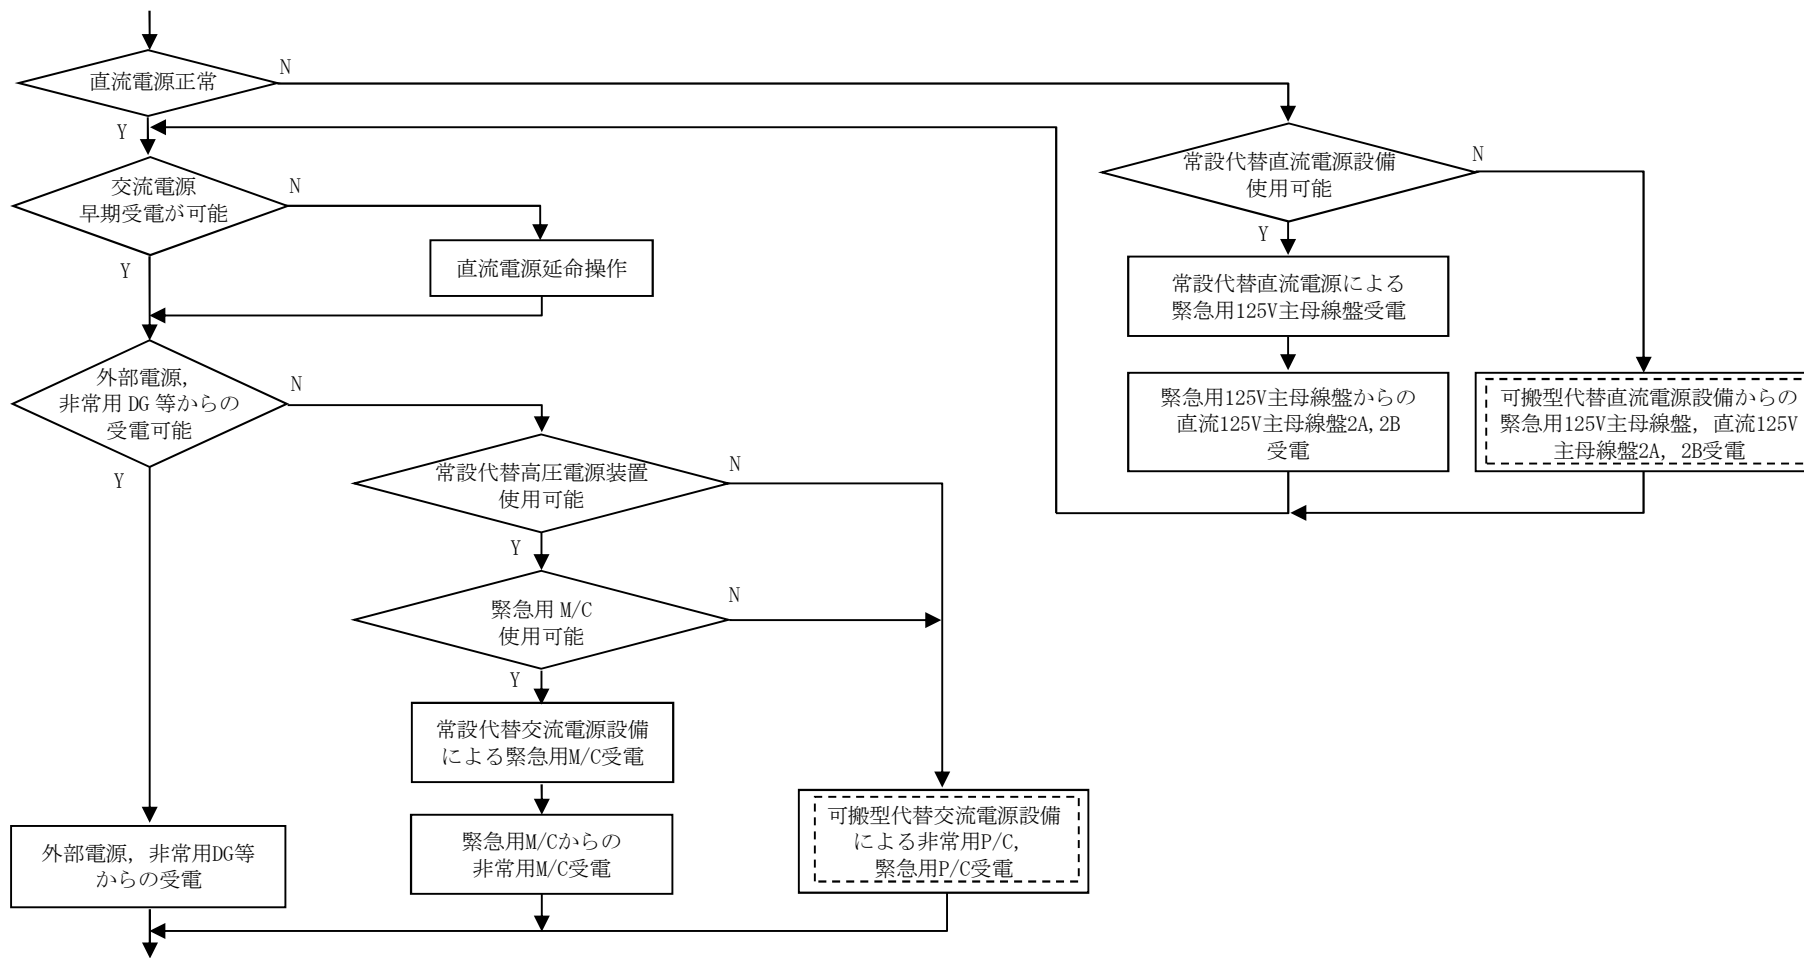 直流電源正常
N
Y
交流電源
早期受電が可能
N
Y
直流電源延命操作
外部電源,
非常用 DG 等からの
受電可能
N
Y
常設代替高圧電源装置
使用可能
N
Y
緊急用 M/C
使用可能
N
Y
常設代替交流電源設備
による緊急用M/C受電
緊急用M/Cからの
非常用M/C受電
可搬型代替交流電源設備
による非常用P/C,
緊急用P/C受電
外部電源, 非常用DG等
からの受電
常設代替直流電源設備
使用可能
N
Y
常設代替直流電源による
緊急用125V主母線盤受電
緊急用125V主母線盤からの
直流125V主母線盤2A,2B
受電
可搬型代替直流電源設備からの
緊急用125V主母線盤, 直流125V
主母線盤2A, 2B受電